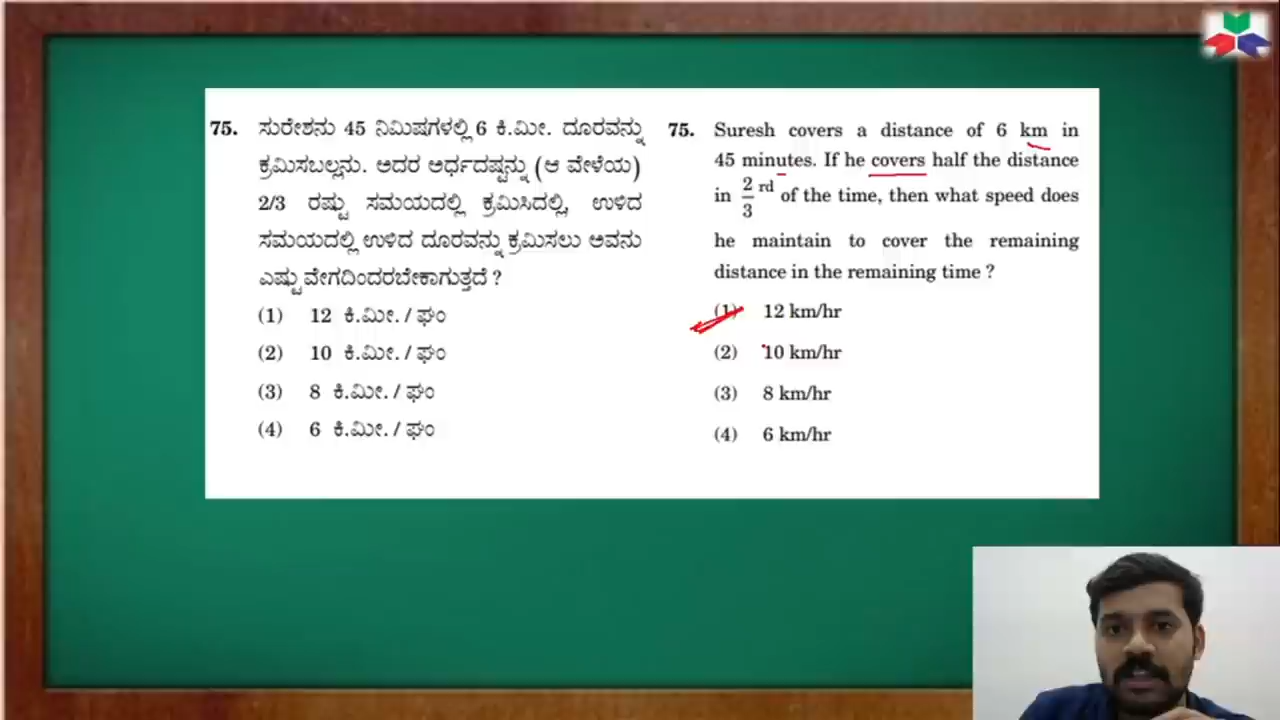 75. ಸುರೇಶನು 45 ನಿಮಿಷಗಳಲ್ಲಿ 6 ಕಿ.ಮೀ. ದೂರವನ್ನು
ಕ್ರಮಿಸಬಲ್ಲನು. ಅದರ ಅರ್ಧದಷ್ಟನ್ನು (ಆ ವೇಳೆಯ)
2/3 ರಷ್ಟು ಸಮಯದಲ್ಲಿ ಕ್ರಮಿಸಿದಲ್ಲಿ, ಉಳಿದ
ಸಮಯದಲ್ಲಿ ಉಳಿದ ದೂರವನ್ನು ಕ್ರಮಿಸಲು ಅವನು
ಎಷ್ಟು ವೇಗದಿಂದರಬೇಕಾಗುತ್ತದೆ ?
(1) 12 ಕಿ.ಮೀ. / ಘಂ
(2) 10 ಕಿ.ಮೀ. / ಘಂ
(3) 8 ಕಿ.ಮೀ. / ಘಂ
(4) 6 ಕಿ.ಮೀ. / ಘಂ
75. Suresh covers a distance of 6 km in
45 minutes. If he covers half the distance
in 2/3 rd of the time, then what speed does
he maintain to cover the remaining
distance in the remaining time ?
(1) 12 km/hr
(2) 10 km/hr
(3) 8 km/hr
(4) 6 km/hr